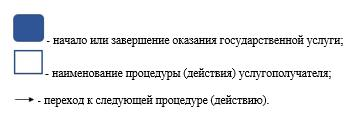 - начало или завершение оказания государственной услуги;
- наименование процедуры (действия) услугополучателя;
- переход к следующей процедуре (действию).